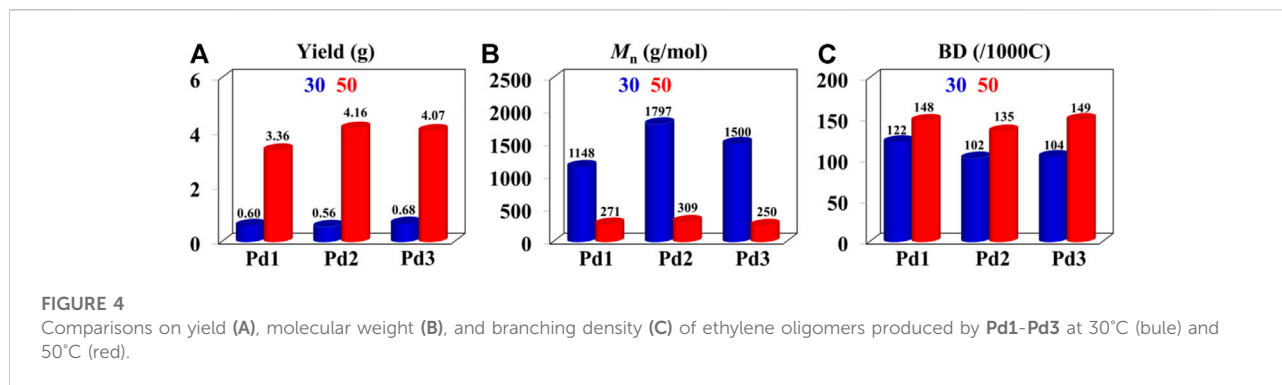 A Yield (g)
30 50
6
4
2
0
0.60 3.36 0.56 4.16 0.68 4.07
Pd1 Pd2 Pd3
B Mn (g/mol)
30 50
2500
2000
1500
1000
500
0
1148 271 1797 309 1500 250
Pd1 Pd2 Pd3
C BD (/1000C)
30 50
200
150
100
50
0
122 148 102 135 104 149
Pd1 Pd2 Pd3
FIGURE 4
Comparisons on yield (A), molecular weight (B), and branching density (C) of ethylene oligomers produced by Pd1-Pd3 at 30°C (bule) and
50°C (red).